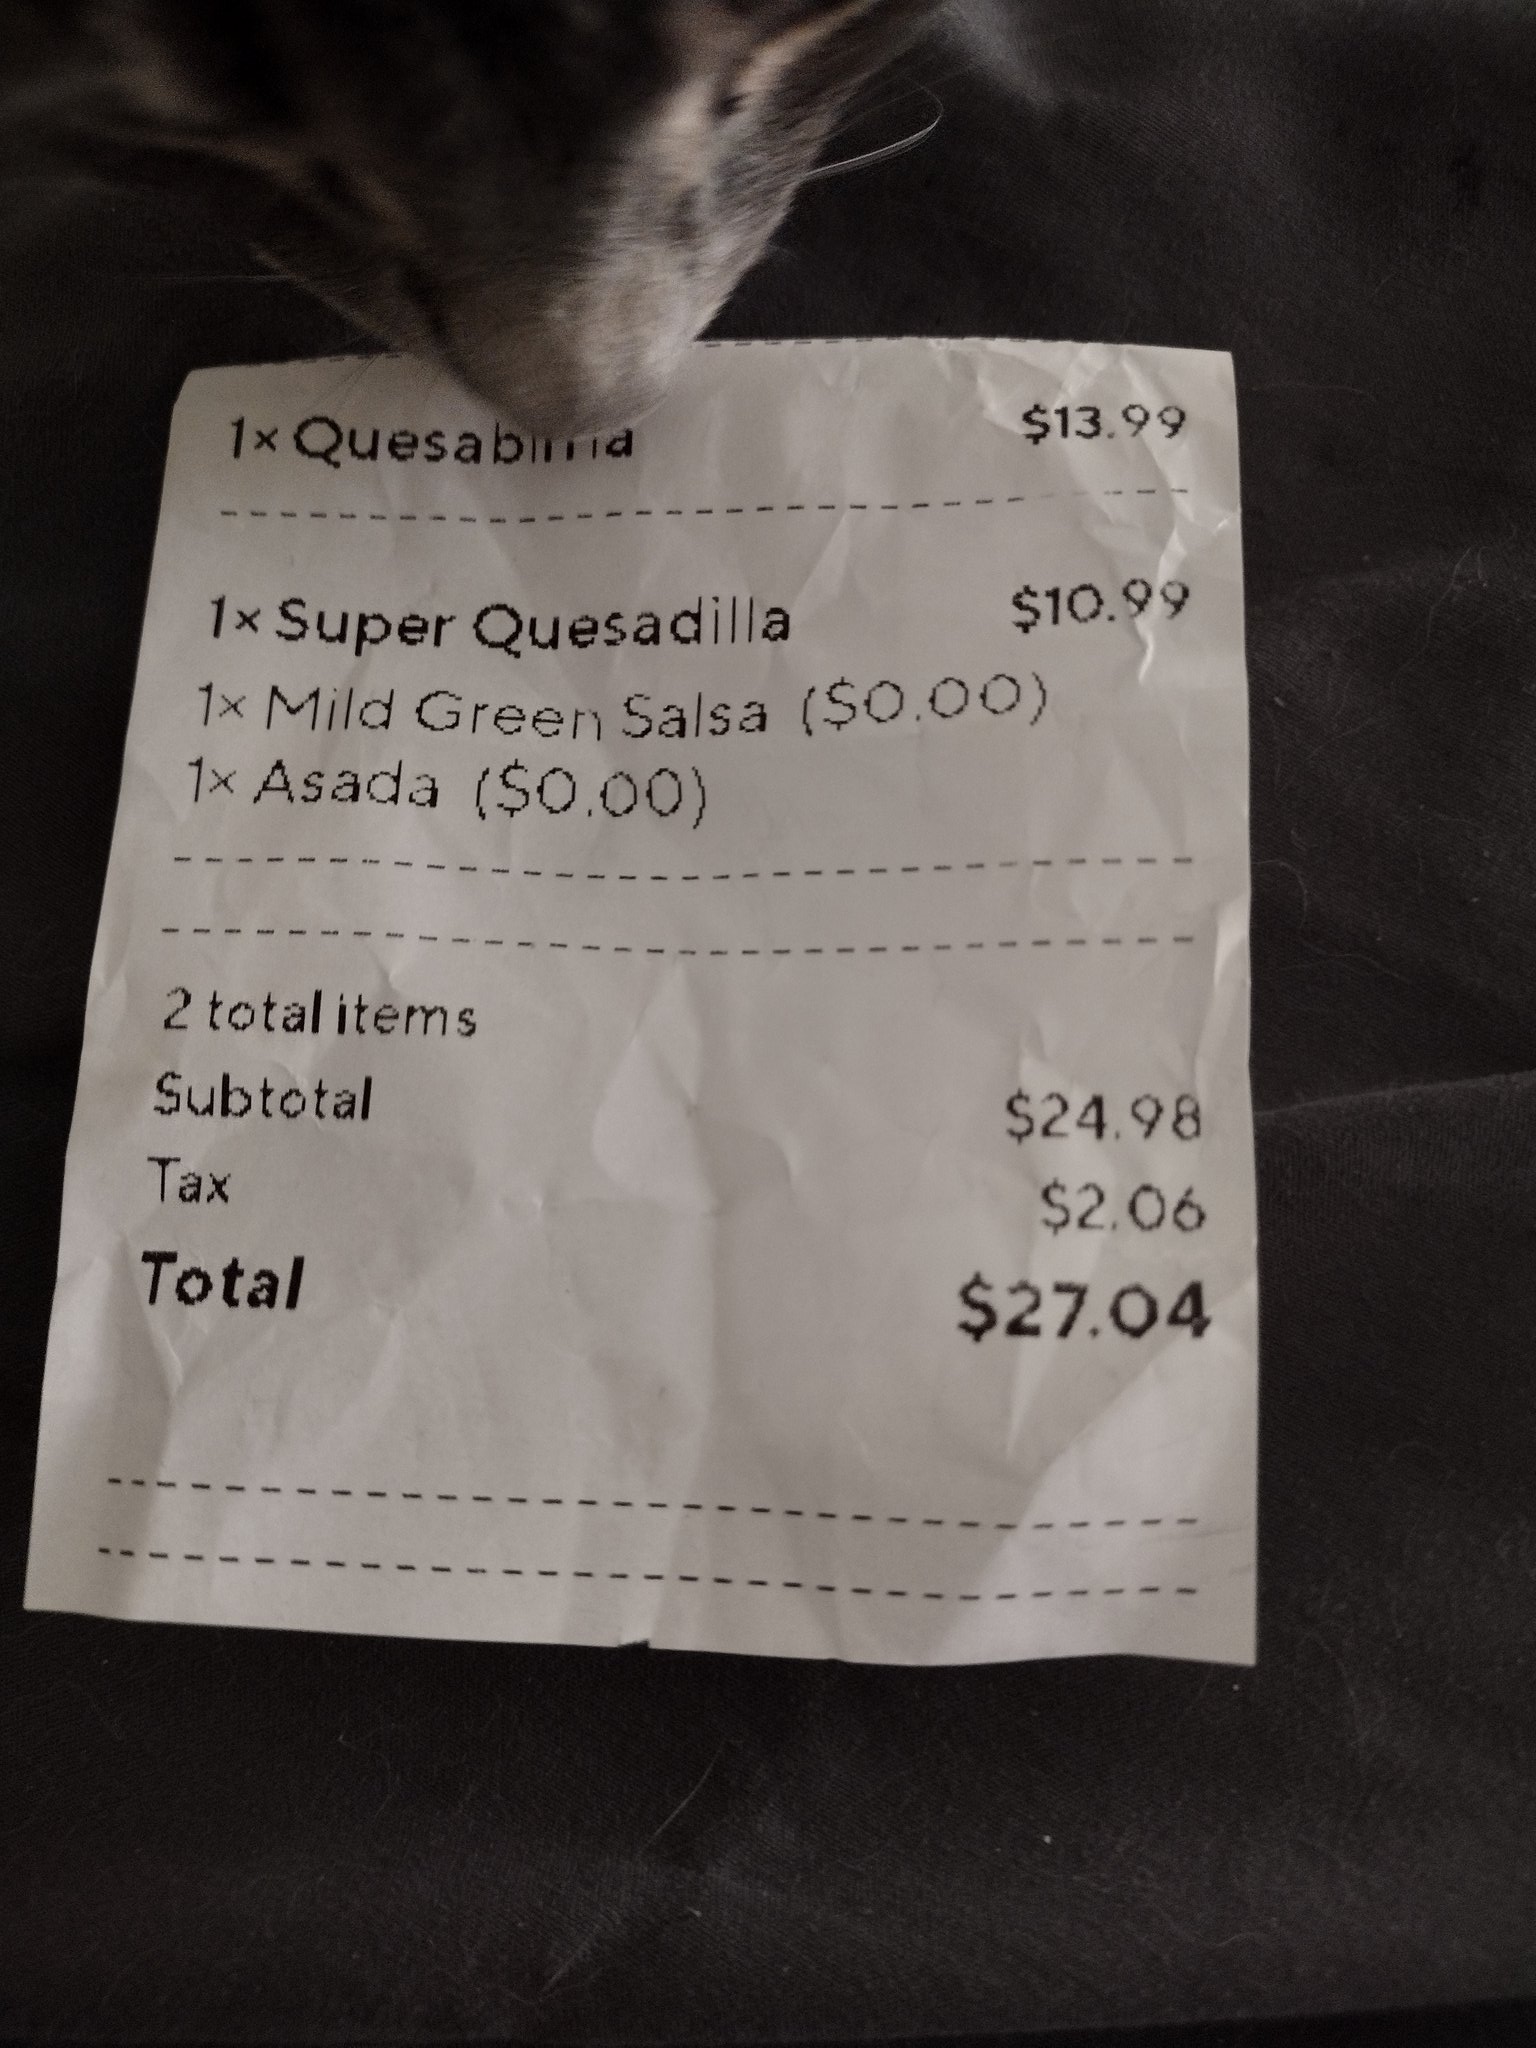 1x Quesabirria $13.99
1x Super Quesadilla $10.99
1x Mild Green Salsa ($0.00)
1x Asada ($0.00)
2 total items
Subtotal $24.98
Tax $2.06
Total $27.04